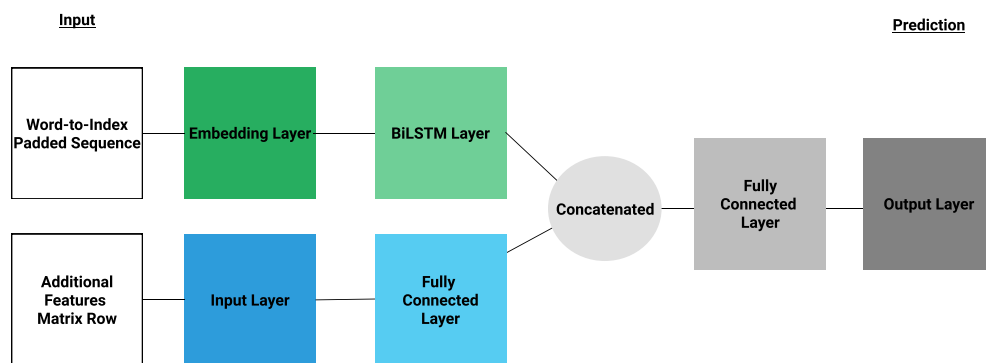 Input
Prediction
Word-to-Index
Padded Sequence
Embedding Layer
BiLSTM Layer
Concatenated
Fully
Connected
Layer
Output Layer
Additional
Features
Matrix Row
Input Layer
Fully
Connected
Layer